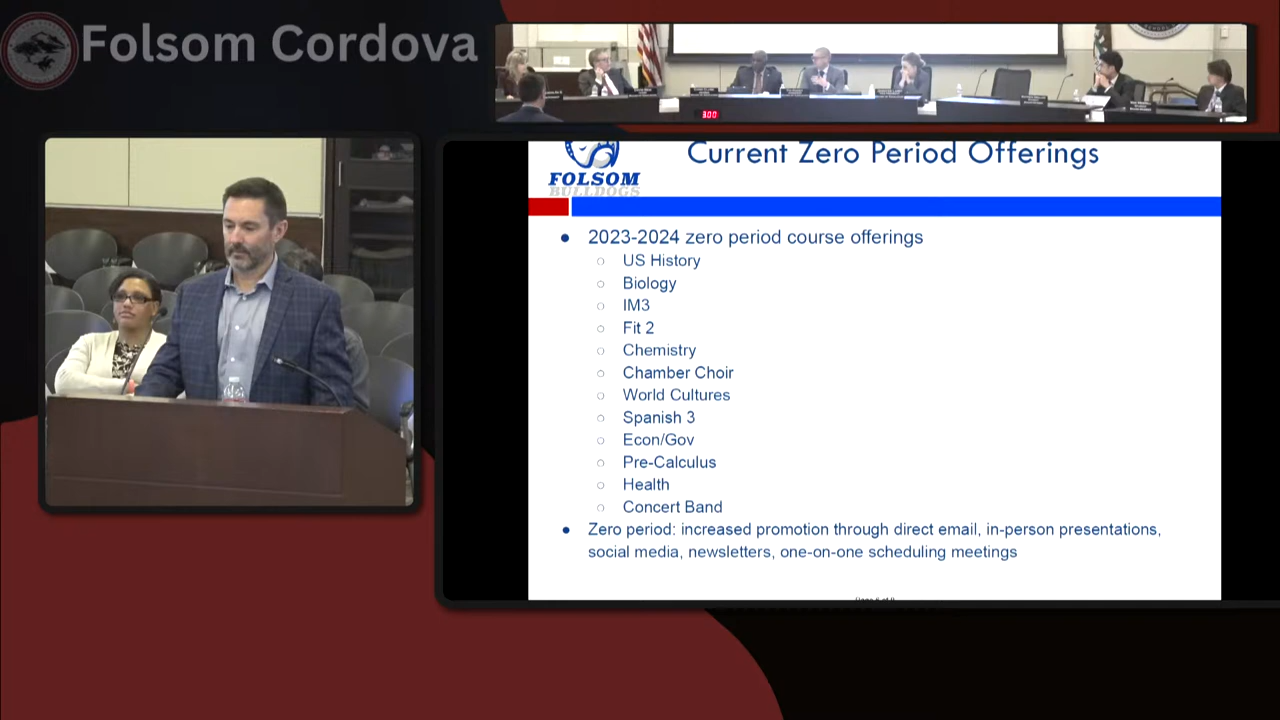 Folsom Cordova
3:00
FOLSOM
BULLDOGS
Current Zero Period Offerings
● 2023-2024 zero period course offerings
○ US History
○ Biology
○ IM3
○ Fit 2
○ Chemistry
○ Chamber Choir
○ World Cultures
○ Spanish 3
○ Econ/Gov
○ Pre-Calculus
○ Health
○ Concert Band
● Zero period: increased promotion through direct email, in-person presentations,
social media, newsletters, one-on-one scheduling meetings